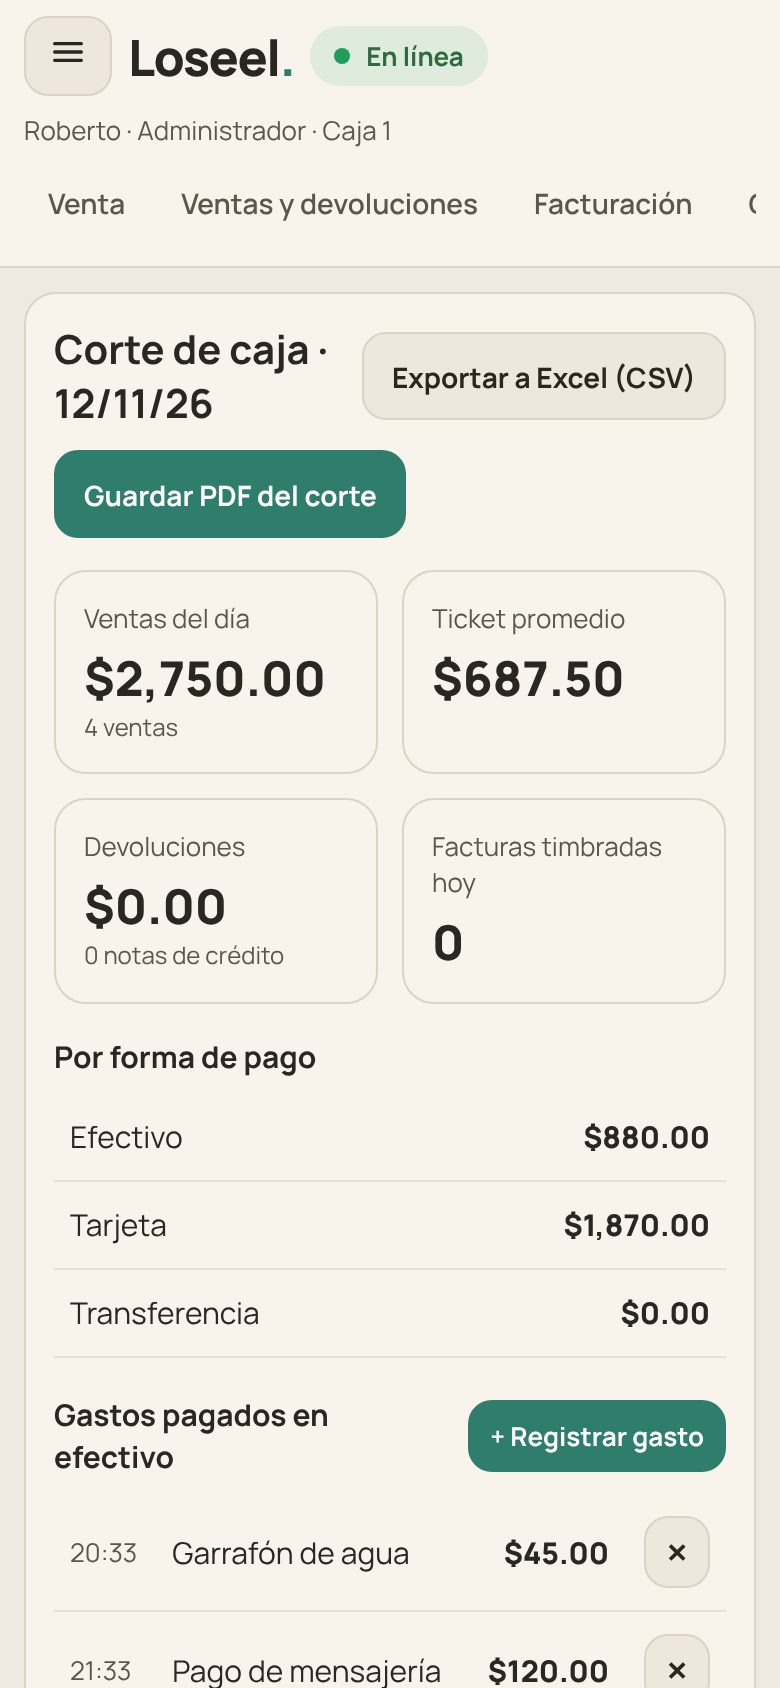 Loseel.
En línea
Roberto · Administrador · Caja 1
Venta
Ventas y devoluciones
Facturación
Corte de caja ·
12/11/26
Exportar a Excel (CSV)
Guardar PDF del corte
Ventas del día
$2,750.00
4 ventas
Ticket promedio
$687.50
Devoluciones
$0.00
0 notas de crédito
Facturas timbradas
hoy
0
Por forma de pago
Efectivo $880.00
Tarjeta $1,870.00
Transferencia $0.00
Gastos pagados en
efectivo
+ Registrar gasto
20:33 Garrafón de agua $45.00 ×
21:33 Pago de mensajería $120.00 ×